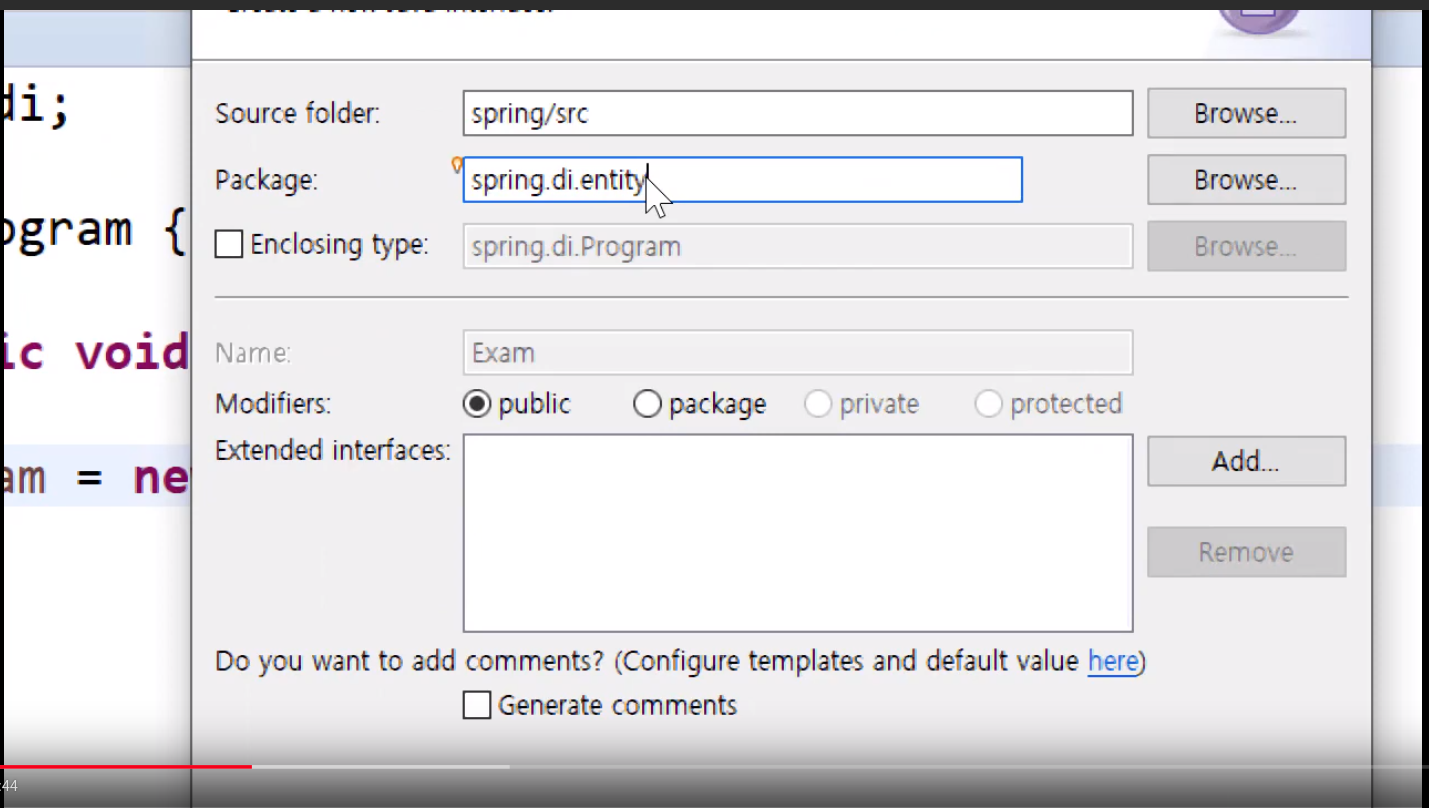 di;
Source folder: spring/src Browse...
Package: spring.di.entity Browse...
ogram {
Enclosing type: spring.di.Program Browse...
ic void
Name: Exam
Modifiers: public package private protected
Extended interfaces: Add...
am = ne
Remove
Do you want to add comments? (Configure templates and default value here)
Generate comments
:44